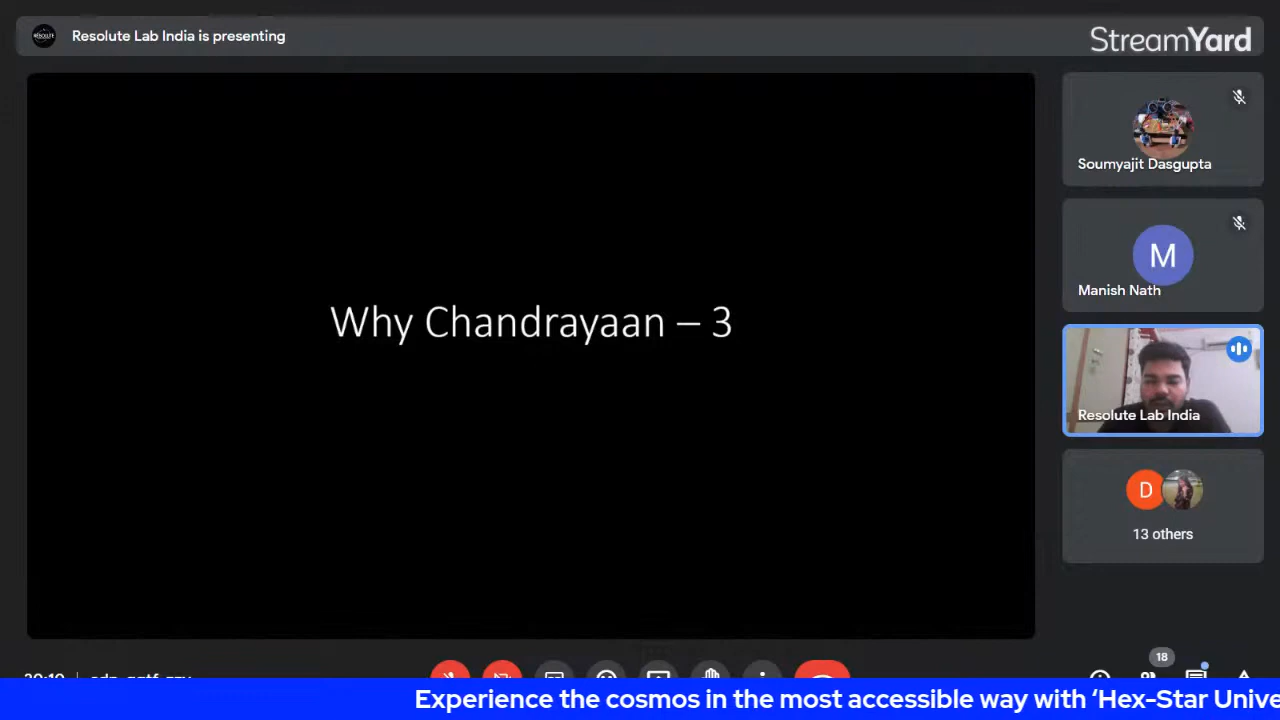 Resolute Lab India is presenting
StreamYard
Why Chandrayaan – 3
Soumyajit Dasgupta
M
Manish Nath
Resolute Lab India
D
13 others
18
Experience the cosmos in the most accessible way with ‘Hex-Star Unive